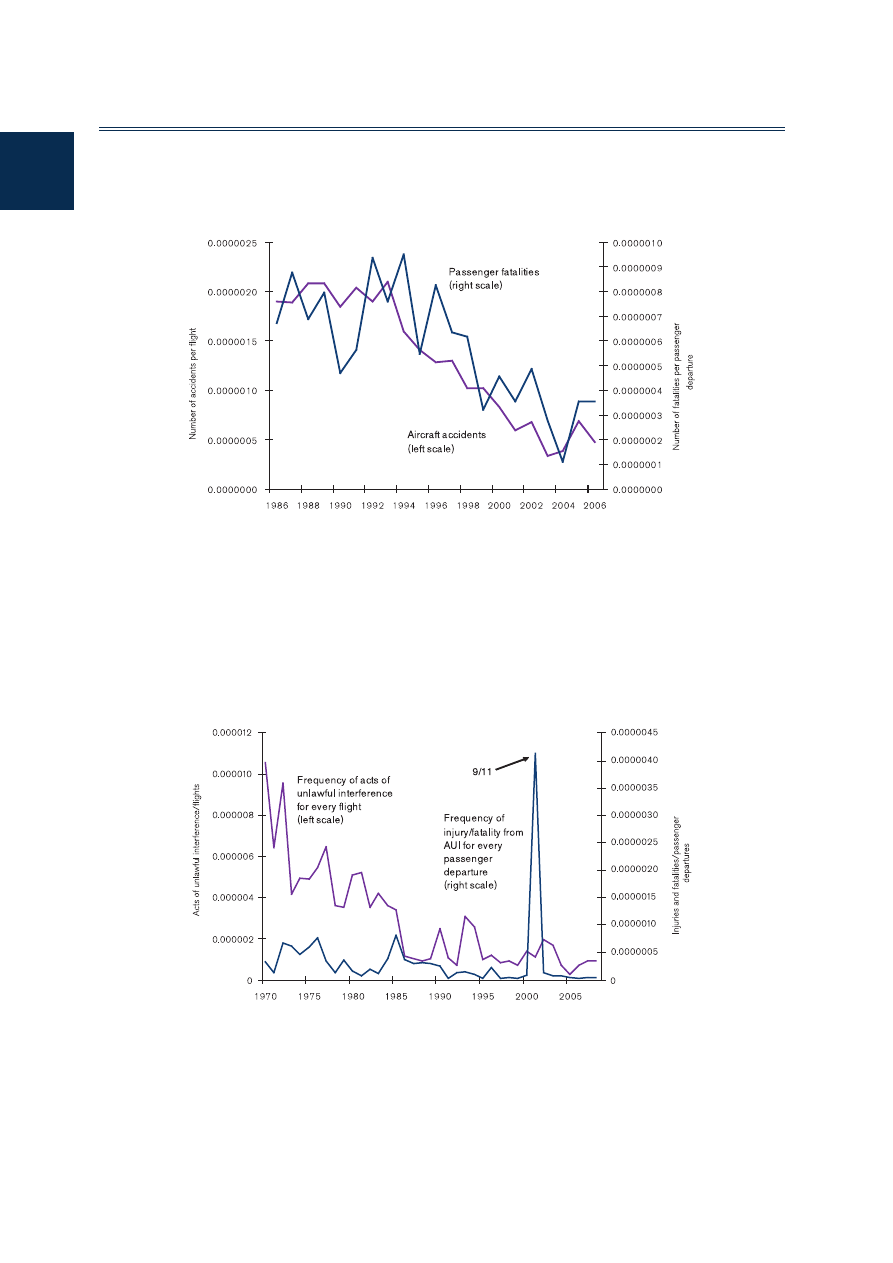 0.0000025
0.0000020
0.0000015
0.0000010
0.0000005
0.0000000
Number of accidents per flight
Passenger fatalities
(right scale)
Aircraft accidents
(left scale)
0.0000010
0.0000009
0.0000008
0.0000007
0.0000006
0.0000005
0.0000004
0.0000003
0.0000002
0.0000001
0.0000000
Number of fatalities per passenger
departure
1986 1988 1990 1992 1994 1996 1998 2000 2002 2004 2006
0.000012
0.000010
0.000008
0.000006
0.000004
0.000002
0
Acts of unlawful interference/flights
Frequency of acts of
unlawful interference
for every flight
(left scale)
9/11
Frequency of
injury/fatality from
AUI for every
passenger
departure
(right scale)
0.0000045
0.0000040
0.0000035
0.0000030
0.0000025
0.0000020
0.0000015
0.0000010
0.0000005
0
Injuries and fatalities/passenger
departures
1970 1975 1980 1985 1990 1995 2000 2005